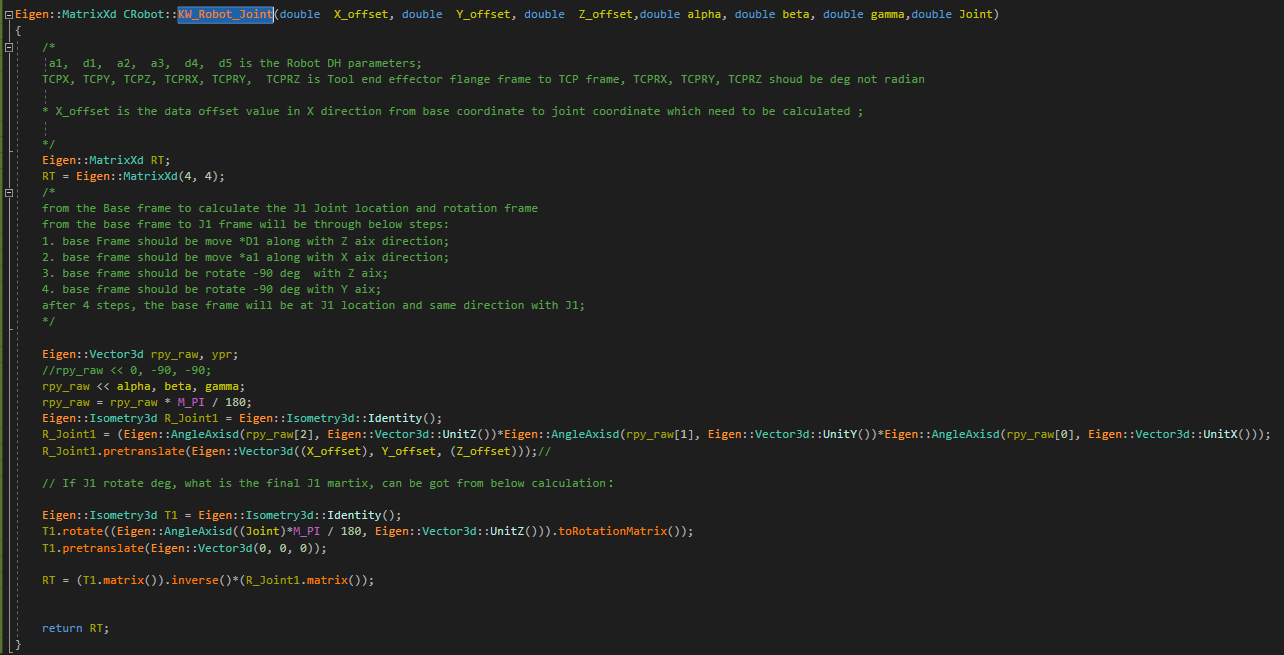 Eigen::MatrixXd CRobot::KW_Robot_Joint(double  X_offset, double  Y_offset, double  Z_offset,double alpha, double beta, double gamma,double Joint)
{
/*
a1,  d1,  a2,  a3,  d4,  d5 is the Robot DH parameters;
TCPX, TCPY, TCPZ, TCPRX, TCPRY,  TCPRZ is Tool end effector flange frame to TCP frame, TCPRX, TCPRY, TCPRZ shoud be deg not radian
* X_offset is the data offset value in X direction from base coordinate to joint coordinate which need to be calculated ;
*/
Eigen::MatrixXd RT;
RT = Eigen::MatrixXd(4, 4);
/*
from the Base frame to calculate the J1 Joint location and rotation frame
from the base frame to J1 frame will be through below steps:
1. base Frame should be move *D1 along with Z aix direction;
2. base frame should be move *a1 along with X aix direction;
3. base frame should be rotate -90 deg  with Z aix;
4. base frame should be rotate -90 deg with Y aix;
after 4 steps, the base frame will be at J1 location and same direction with J1;
*/
Eigen::Vector3d rpy_raw, ypr;
//rpy_raw << 0, -90, -90;
rpy_raw << alpha, beta, gamma;
rpy_raw = rpy_raw * M_PI / 180;
Eigen::Isometry3d R_Joint1 = Eigen::Isometry3d::Identity();
R_Joint1 = (Eigen::AngleAxisd(rpy_raw[2], Eigen::Vector3d::UnitZ())*Eigen::AngleAxisd(rpy_raw[1], Eigen::Vector3d::UnitY())*Eigen::AngleAxisd(rpy_raw[0], Eigen::Vector3d::UnitX()));
R_Joint1.pretranslate(Eigen::Vector3d((X_offset), Y_offset, (Z_offset)));//
// If J1 rotate deg, what is the final J1 martix, can be got from below calculation：
Eigen::Isometry3d T1 = Eigen::Isometry3d::Identity();
T1.rotate((Eigen::AngleAxisd((Joint)*M_PI / 180, Eigen::Vector3d::UnitZ())).toRotationMatrix());
T1.pretranslate(Eigen::Vector3d(0, 0, 0));
RT = (T1.matrix()).inverse()*(R_Joint1.matrix());
return RT;
}